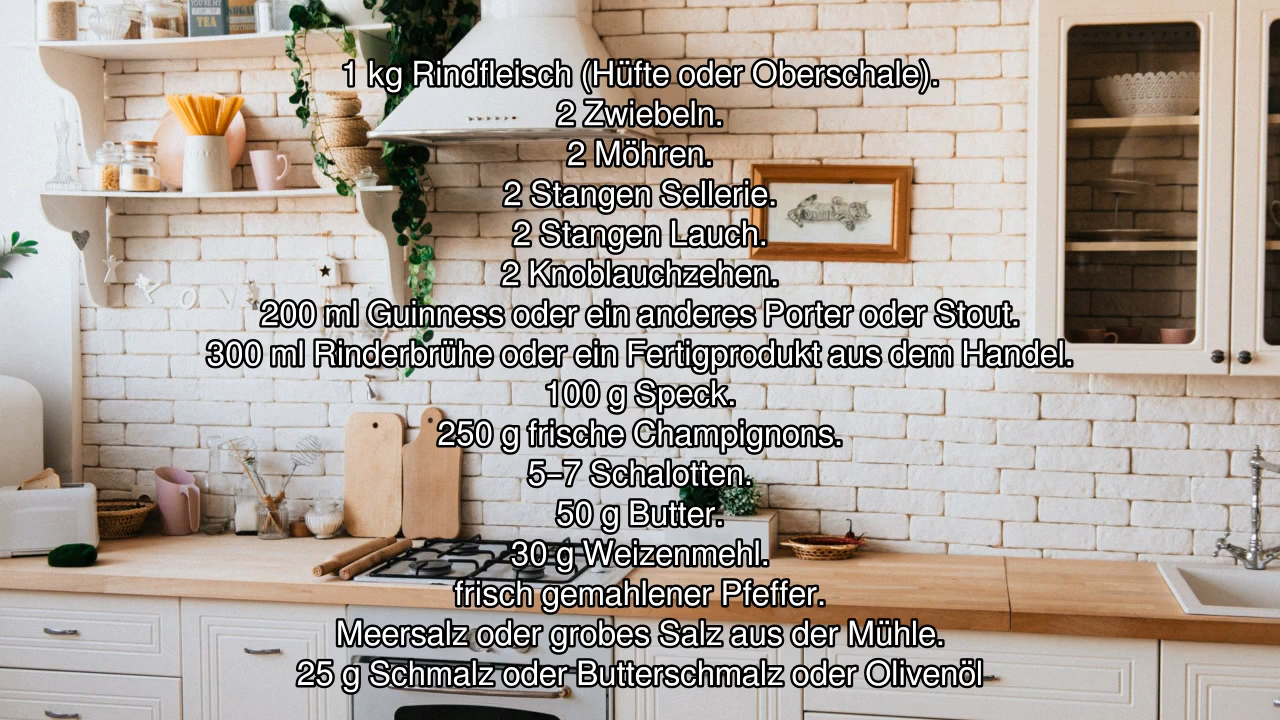 1 kg Rindfleisch (Hüfte oder Oberschale).
2 Zwiebeln.
2 Möhren.
2 Stangen Sellerie.
2 Stangen Lauch.
2 Knoblauchzehen.
200 ml Guinness oder ein anderes Porter oder Stout.
300 ml Rinderbrühe oder ein Fertigprodukt aus dem Handel.
100 g Speck.
250 g frische Champignons.
5–7 Schalotten.
50 g Butter.
30 g Weizenmehl.
frisch gemahlener Pfeffer.
Meersalz oder grobes Salz aus der Mühle.
25 g Schmalz oder Butterschmalz oder Olivenöl
TEA